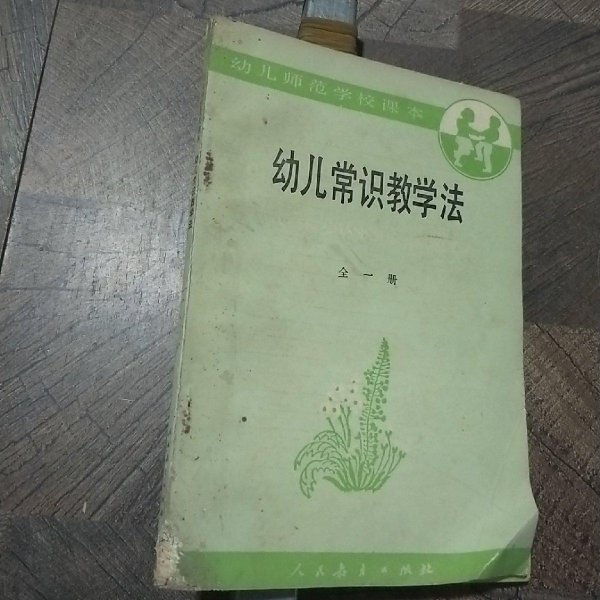 幼儿师范学校课本
幼儿常识教学法
全一册
人民教育出版社